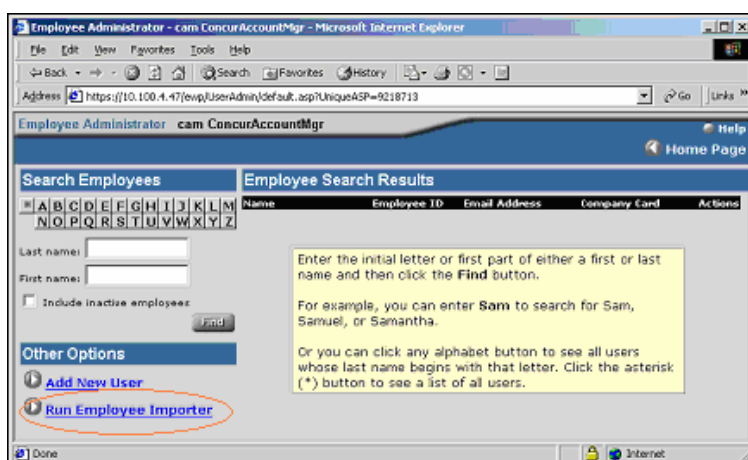 Employee Administrator - cam ConcurAccountMgr - Microsoft Internet Explorer
File Edit View Favorites Tools Help
Back Search Favorites History
Address https://10.100.4.47/ewp/UserAdmin/default.asp?UniqueASP=9218713 Go Links »
Employee Administrator cam ConcurAccountMgr
Help
Home Page
Search Employees
* A B C D E F G H I J K L M
N O P Q R S T U V W X Y Z
Last name:
First name:
Include inactive employees
Find
Other Options
Add New User
Run Employee Importer
Employee Search Results
Name Employee ID Email Address Company Card Actions
Enter the initial letter or first part of either a first or last
name and then click the Find button.
For example, you can enter Sam to search for Sam,
Samuel, or Samantha.
Or you can click any alphabet button to see all users
whose last name begins with that letter. Click the asterisk
(*) button to see a list of all users.
Done Internet